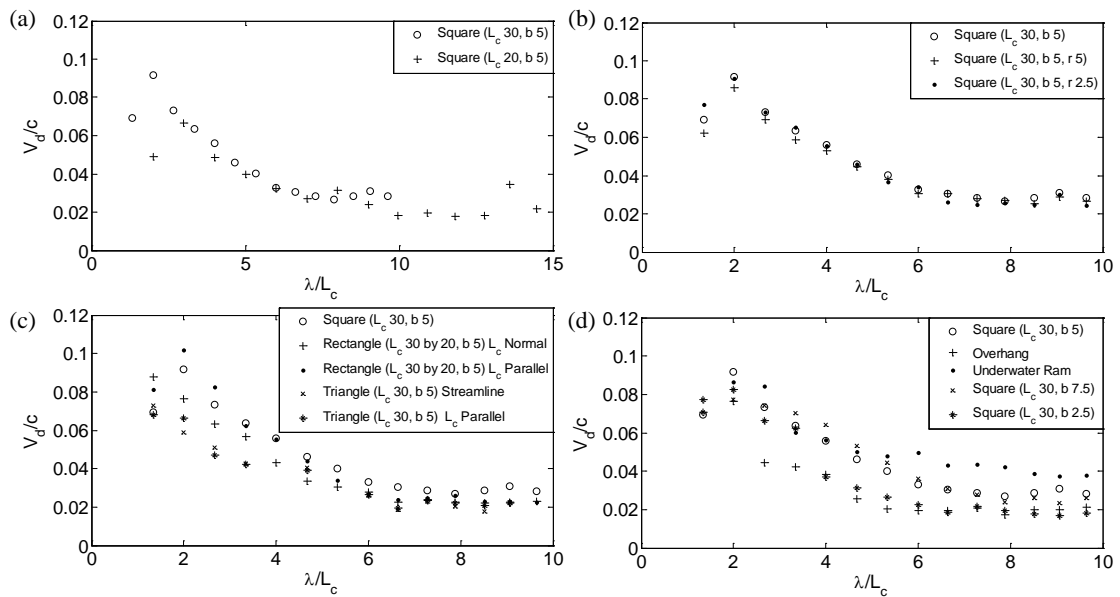 (a)
0.12
0.1
0.08
0.06
0.04
0.02
0
0 5 10 15
V_d/c
λ/L_c
Square (L_c 30, b 5)
Square (L_c 20, b 5)
(b)
0.12
0.1
0.08
0.06
0.04
0.02
0
0 2 4 6 8 10
V_d/c
λ/L_c
Square (L_c 30, b 5)
Square (L_c 30, b 5, r 5)
Square (L_c 30, b 5, r 2.5)
(c)
0.12
0.1
0.08
0.06
0.04
0.02
0
0 2 4 6 8 10
V_d/c
λ/L_c
Square (L_c 30, b 5)
Rectangle (L_c 30 by 20, b 5) L_c Normal
Rectangle (L_c 30 by 20, b 5) L_c Parallel
Triangle (L_c 30, b 5) Streamline
Triangle (L_c 30, b 5) L_c Parallel
(d)
0.12
0.1
0.08
0.06
0.04
0.02
0
0 2 4 6 8 10
V_d/c
λ/L_c
Square (L_c 30, b 5)
Overhang
Underwater Ram
Square (L_c 30, b 7.5)
Square (L_c 30, b 2.5)